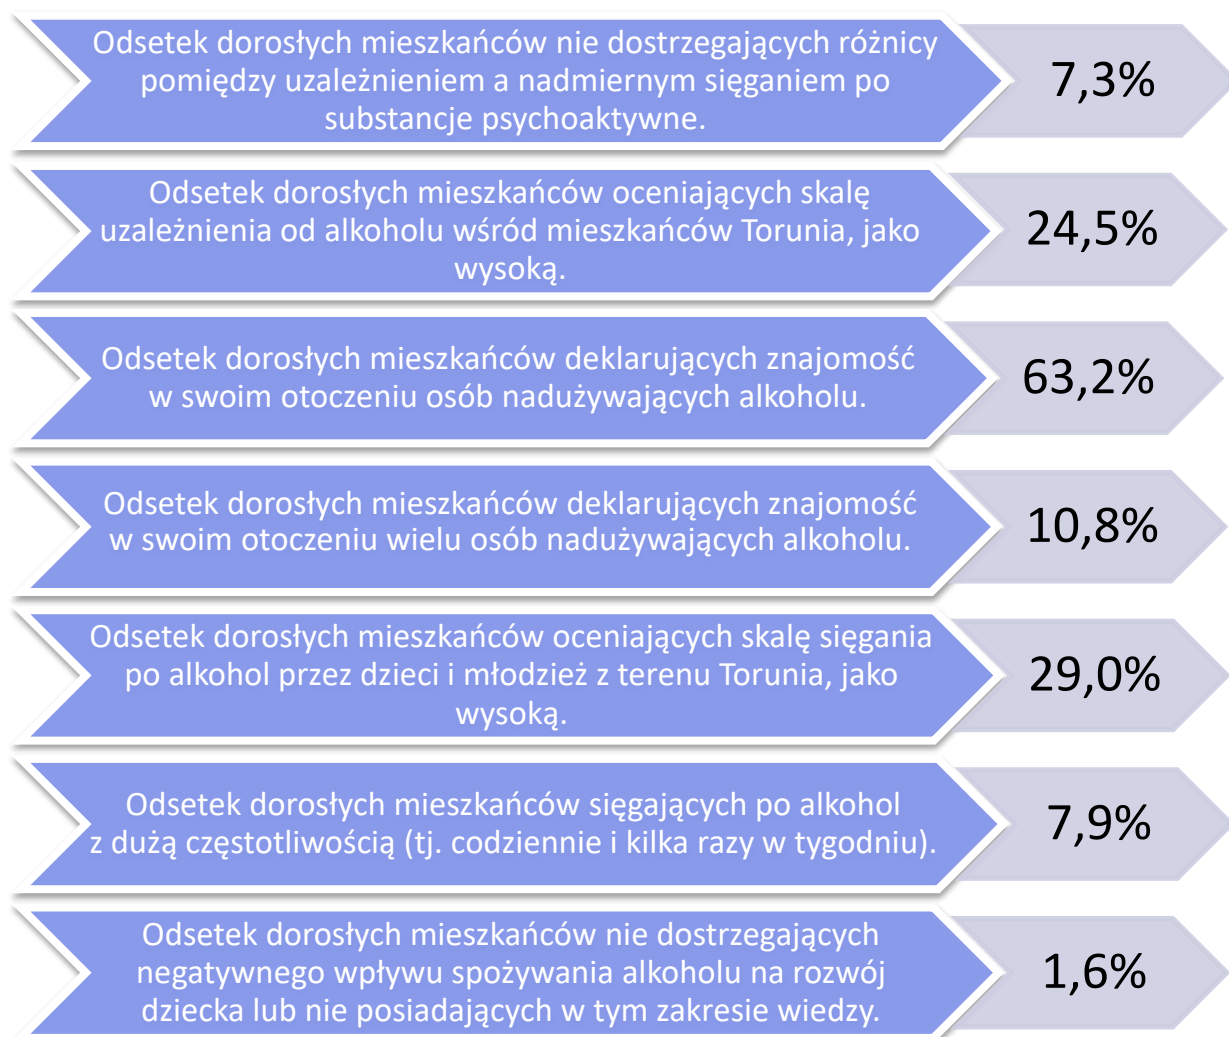 Odsetek dorosłych mieszkańców nie dostrzegających różnicy
pomiędzy uzależnieniem a nadmiernym sięganiem po
substancje psychoaktywne.
7,3%
Odsetek dorosłych mieszkańców oceniających skalę
uzależnienia od alkoholu wśród mieszkańców Torunia, jako
wysoką.
24,5%
Odsetek dorosłych mieszkańców deklarujących znajomość
w swoim otoczeniu osób nadużywających alkoholu.
63,2%
Odsetek dorosłych mieszkańców deklarujących znajomość
w swoim otoczeniu wielu osób nadużywających alkoholu.
10,8%
Odsetek dorosłych mieszkańców oceniających skalę sięgania
po alkohol przez dzieci i młodzież z terenu Torunia, jako
wysoką.
29,0%
Odsetek dorosłych mieszkańców sięgających po alkohol
z dużą częstotliwością (tj. codziennie i kilka razy w tygodniu).
7,9%
Odsetek dorosłych mieszkańców nie dostrzegających
negatywnego wpływu spożywania alkoholu na rozwój
dziecka lub nie posiadających w tym zakresie wiedzy.
1,6%